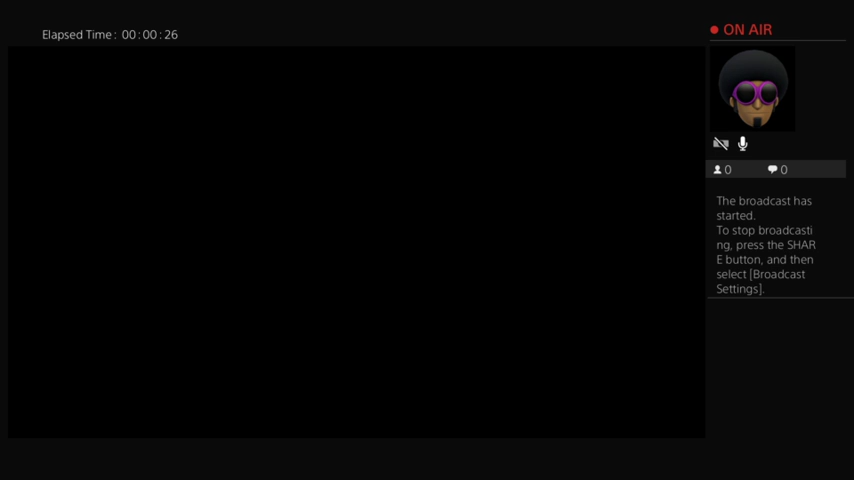 Elapsed Time : 00:00:26
ON AIR
0 0
The broadcast has
started.
To stop broadcasti
ng, press the SHAR
E button, and then
select [Broadcast
Settings].